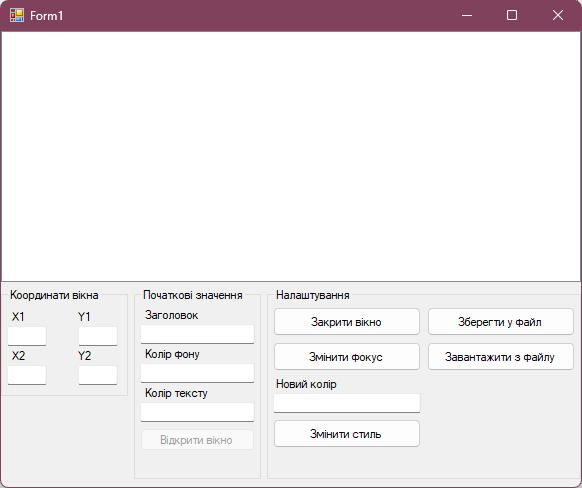 Form1
Координати вікна
X1
Y1
X2
Y2
Початкові значення
Заголовок
Колір фону
Колір тексту
Відкрити вікно
Налаштування
Закрити вікно
Зберегти у файл
Змінити фокус
Завантажити з файлу
Новий колір
Змінити стиль